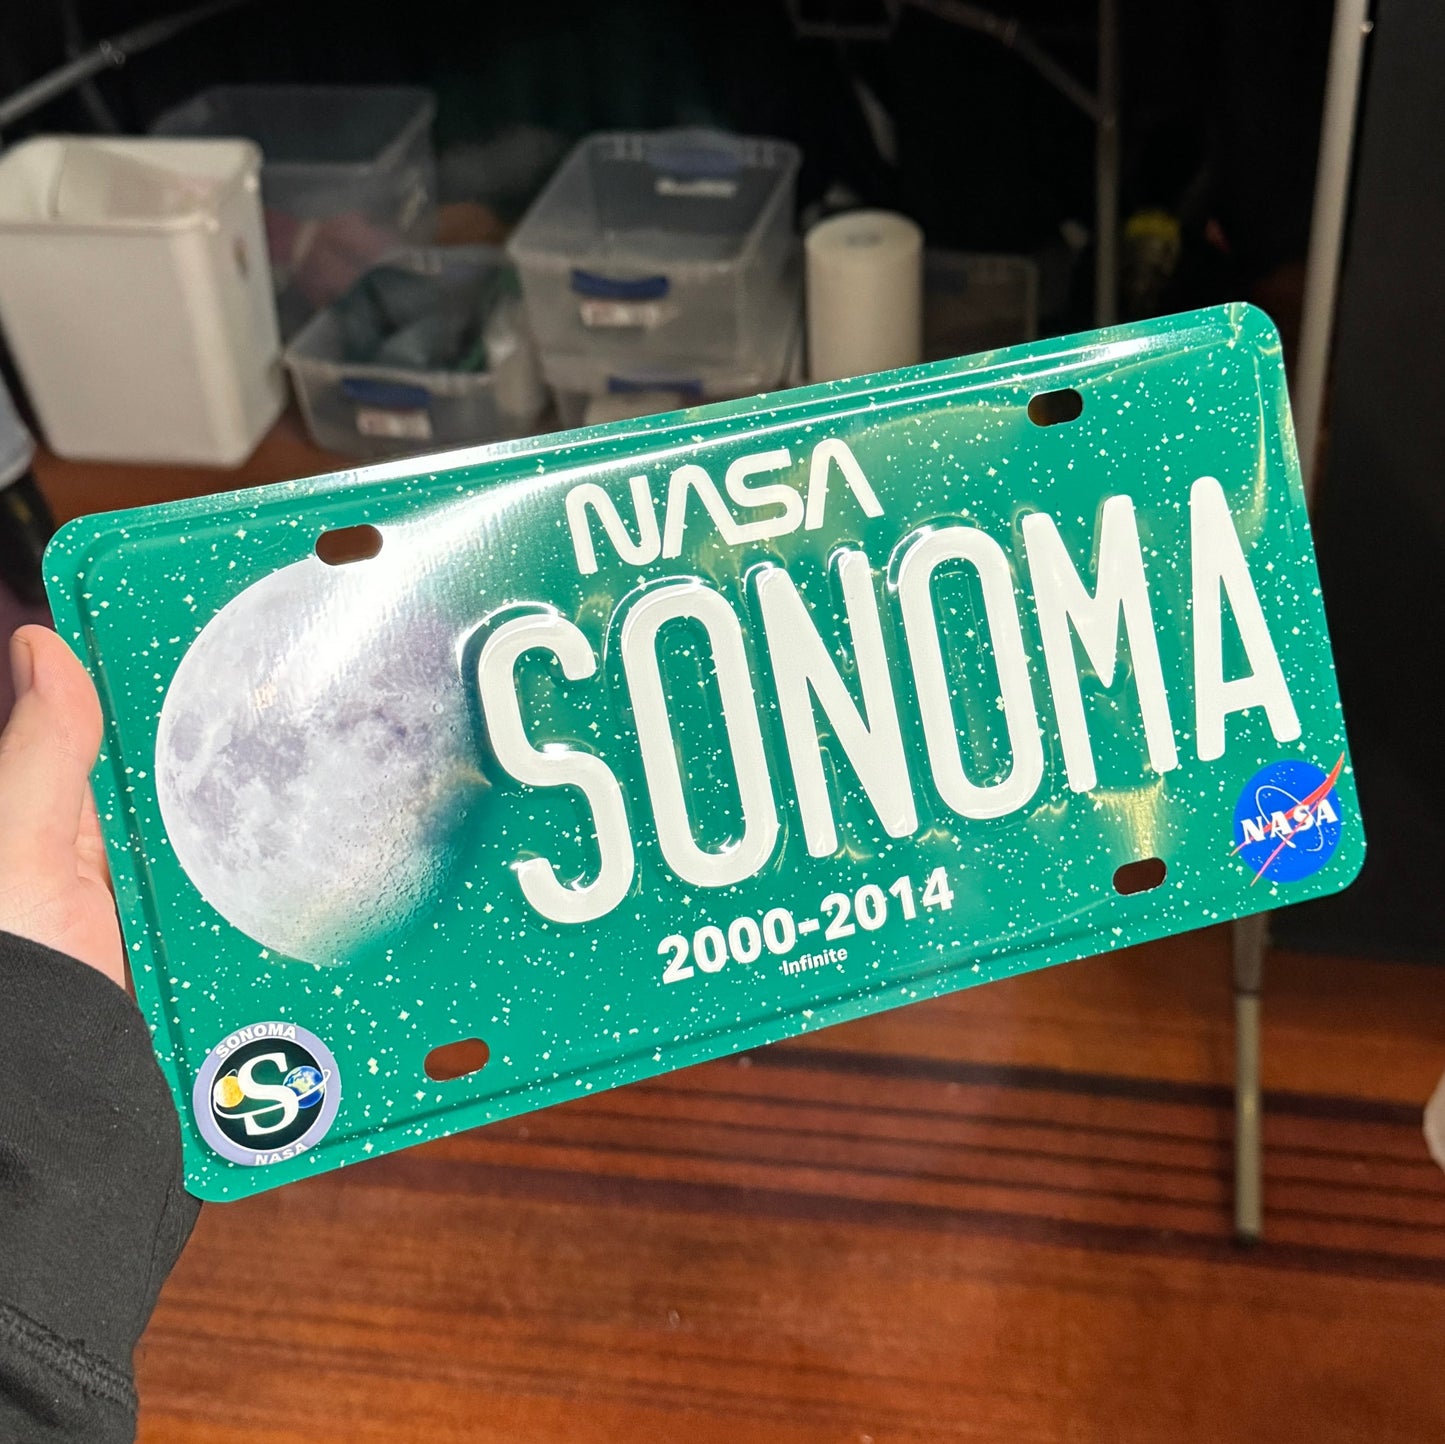 NASA
SONOMA
2000-2014
Infinite
NASA
SONOMA
S
NASA